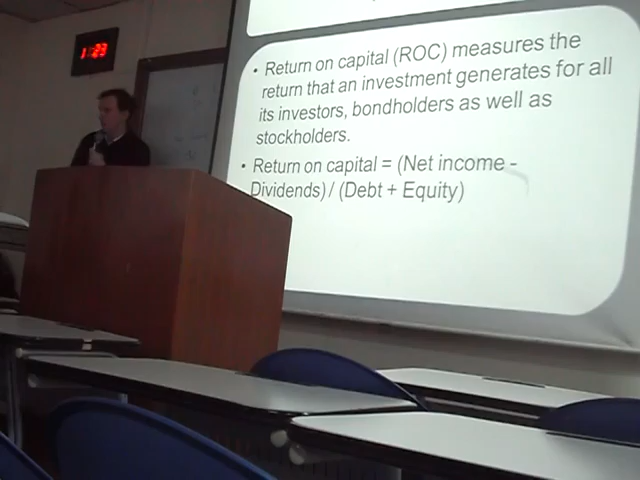 1:23
• Return on capital (ROC) measures the
return that an investment generates for all
its investors, bondholders as well as
stockholders.
• Return on capital = (Net income -
Dividends) / (Debt + Equity)